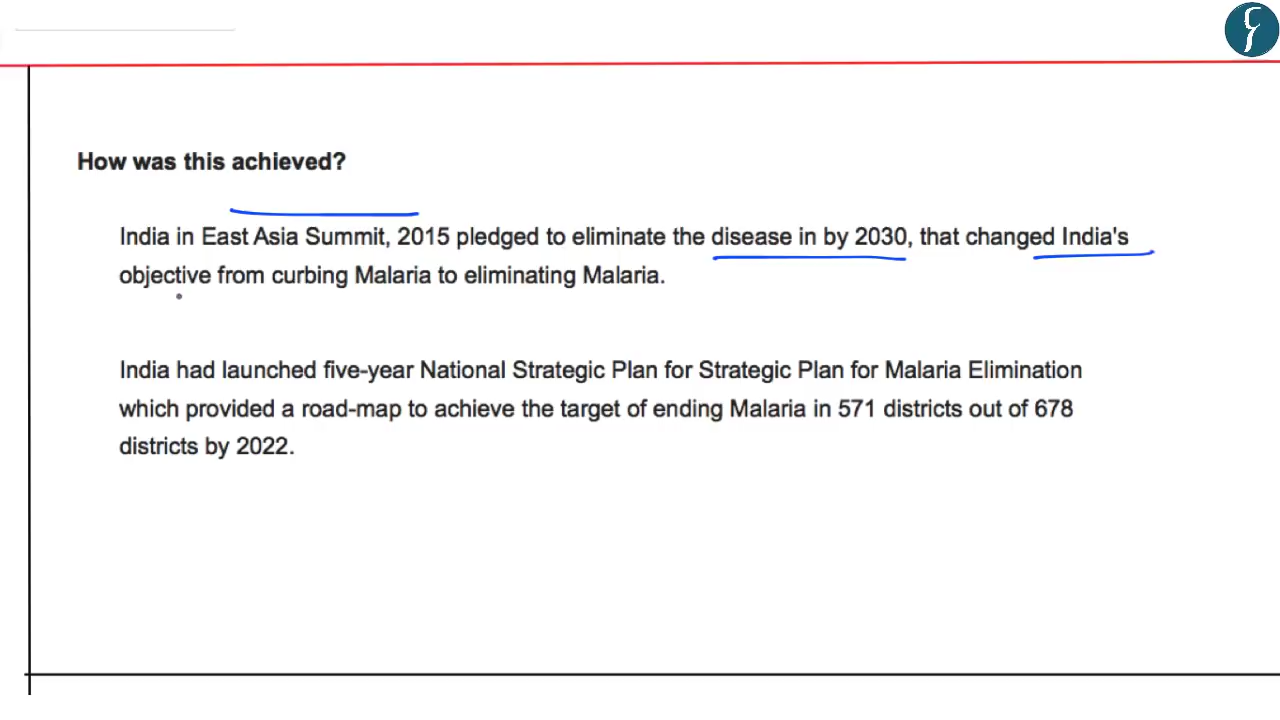 How was this achieved?
India in East Asia Summit, 2015 pledged to eliminate the disease in by 2030, that changed India's
objective from curbing Malaria to eliminating Malaria.
India had launched five-year National Strategic Plan for Strategic Plan for Malaria Elimination
which provided a road-map to achieve the target of ending Malaria in 571 districts out of 678
districts by 2022.